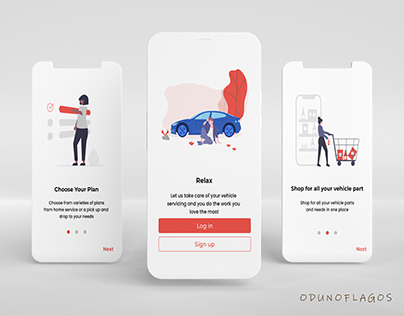 Choose Your Plan
Choose from varieties of plans
from home service or a pick up and
drop to your needs
Next
Relax
Let us take care of your vehicle
servicing and you do the work you
love the most
Log in
Sign up
Shop for all your vehicle part
Shop for all your vehicle parts
and needs in one place
Next
ODUNOFLAGOS